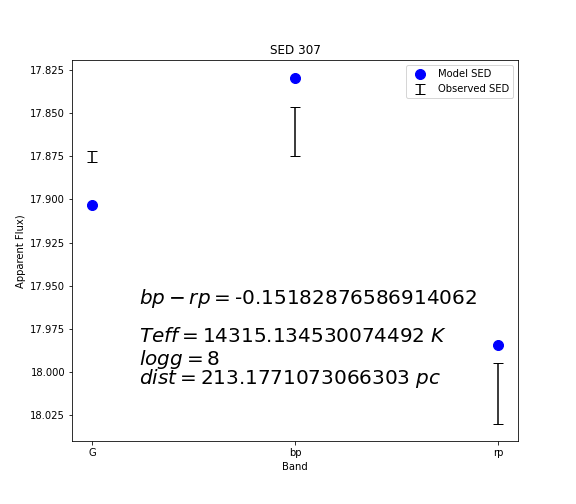 SED 307
Model SED
Observed SED
17.825
17.850
17.875
17.900
17.925
17.950
17.975
18.000
18.025
Apparent Flux)
bp − rp = -0.15182876586914062
Teff = 14315.134530074492 K
logg = 8
dist = 213.1771073066303 pc
G bp rp
Band